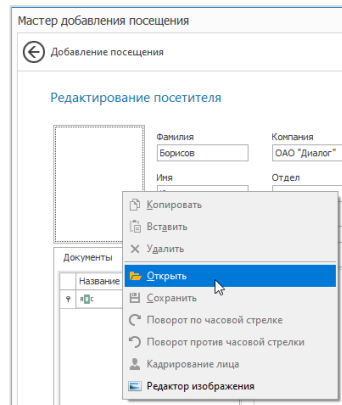 Мастер добавления посещения
Добавление посещения
Редактирование посетителя
Фамилия
Компания
Борисов
ОАО "Диалог"
Имя
Отдел
Копировать
Вставить
Удалить
Документы
Открыть
Название
Сохранить
Поворот по часовой стрелке
Поворот против часовой стрелки
Кадрирование лица
Редактор изображения